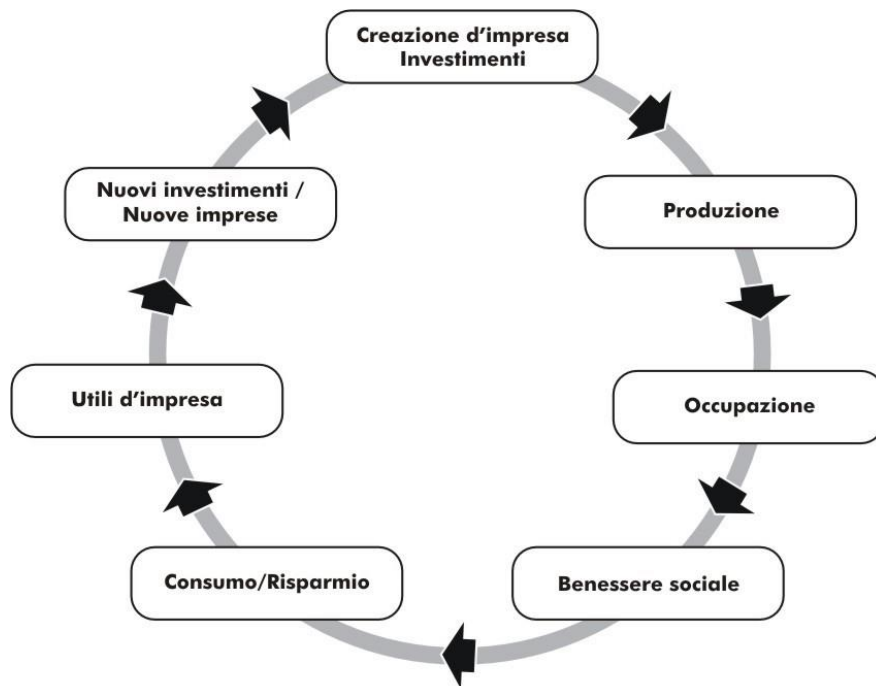 Creazione d’impresa
Investimenti
Produzione
Occupazione
Benessere sociale
Consumo/Risparmio
Utili d’impresa
Nuovi investimenti /
Nuove imprese